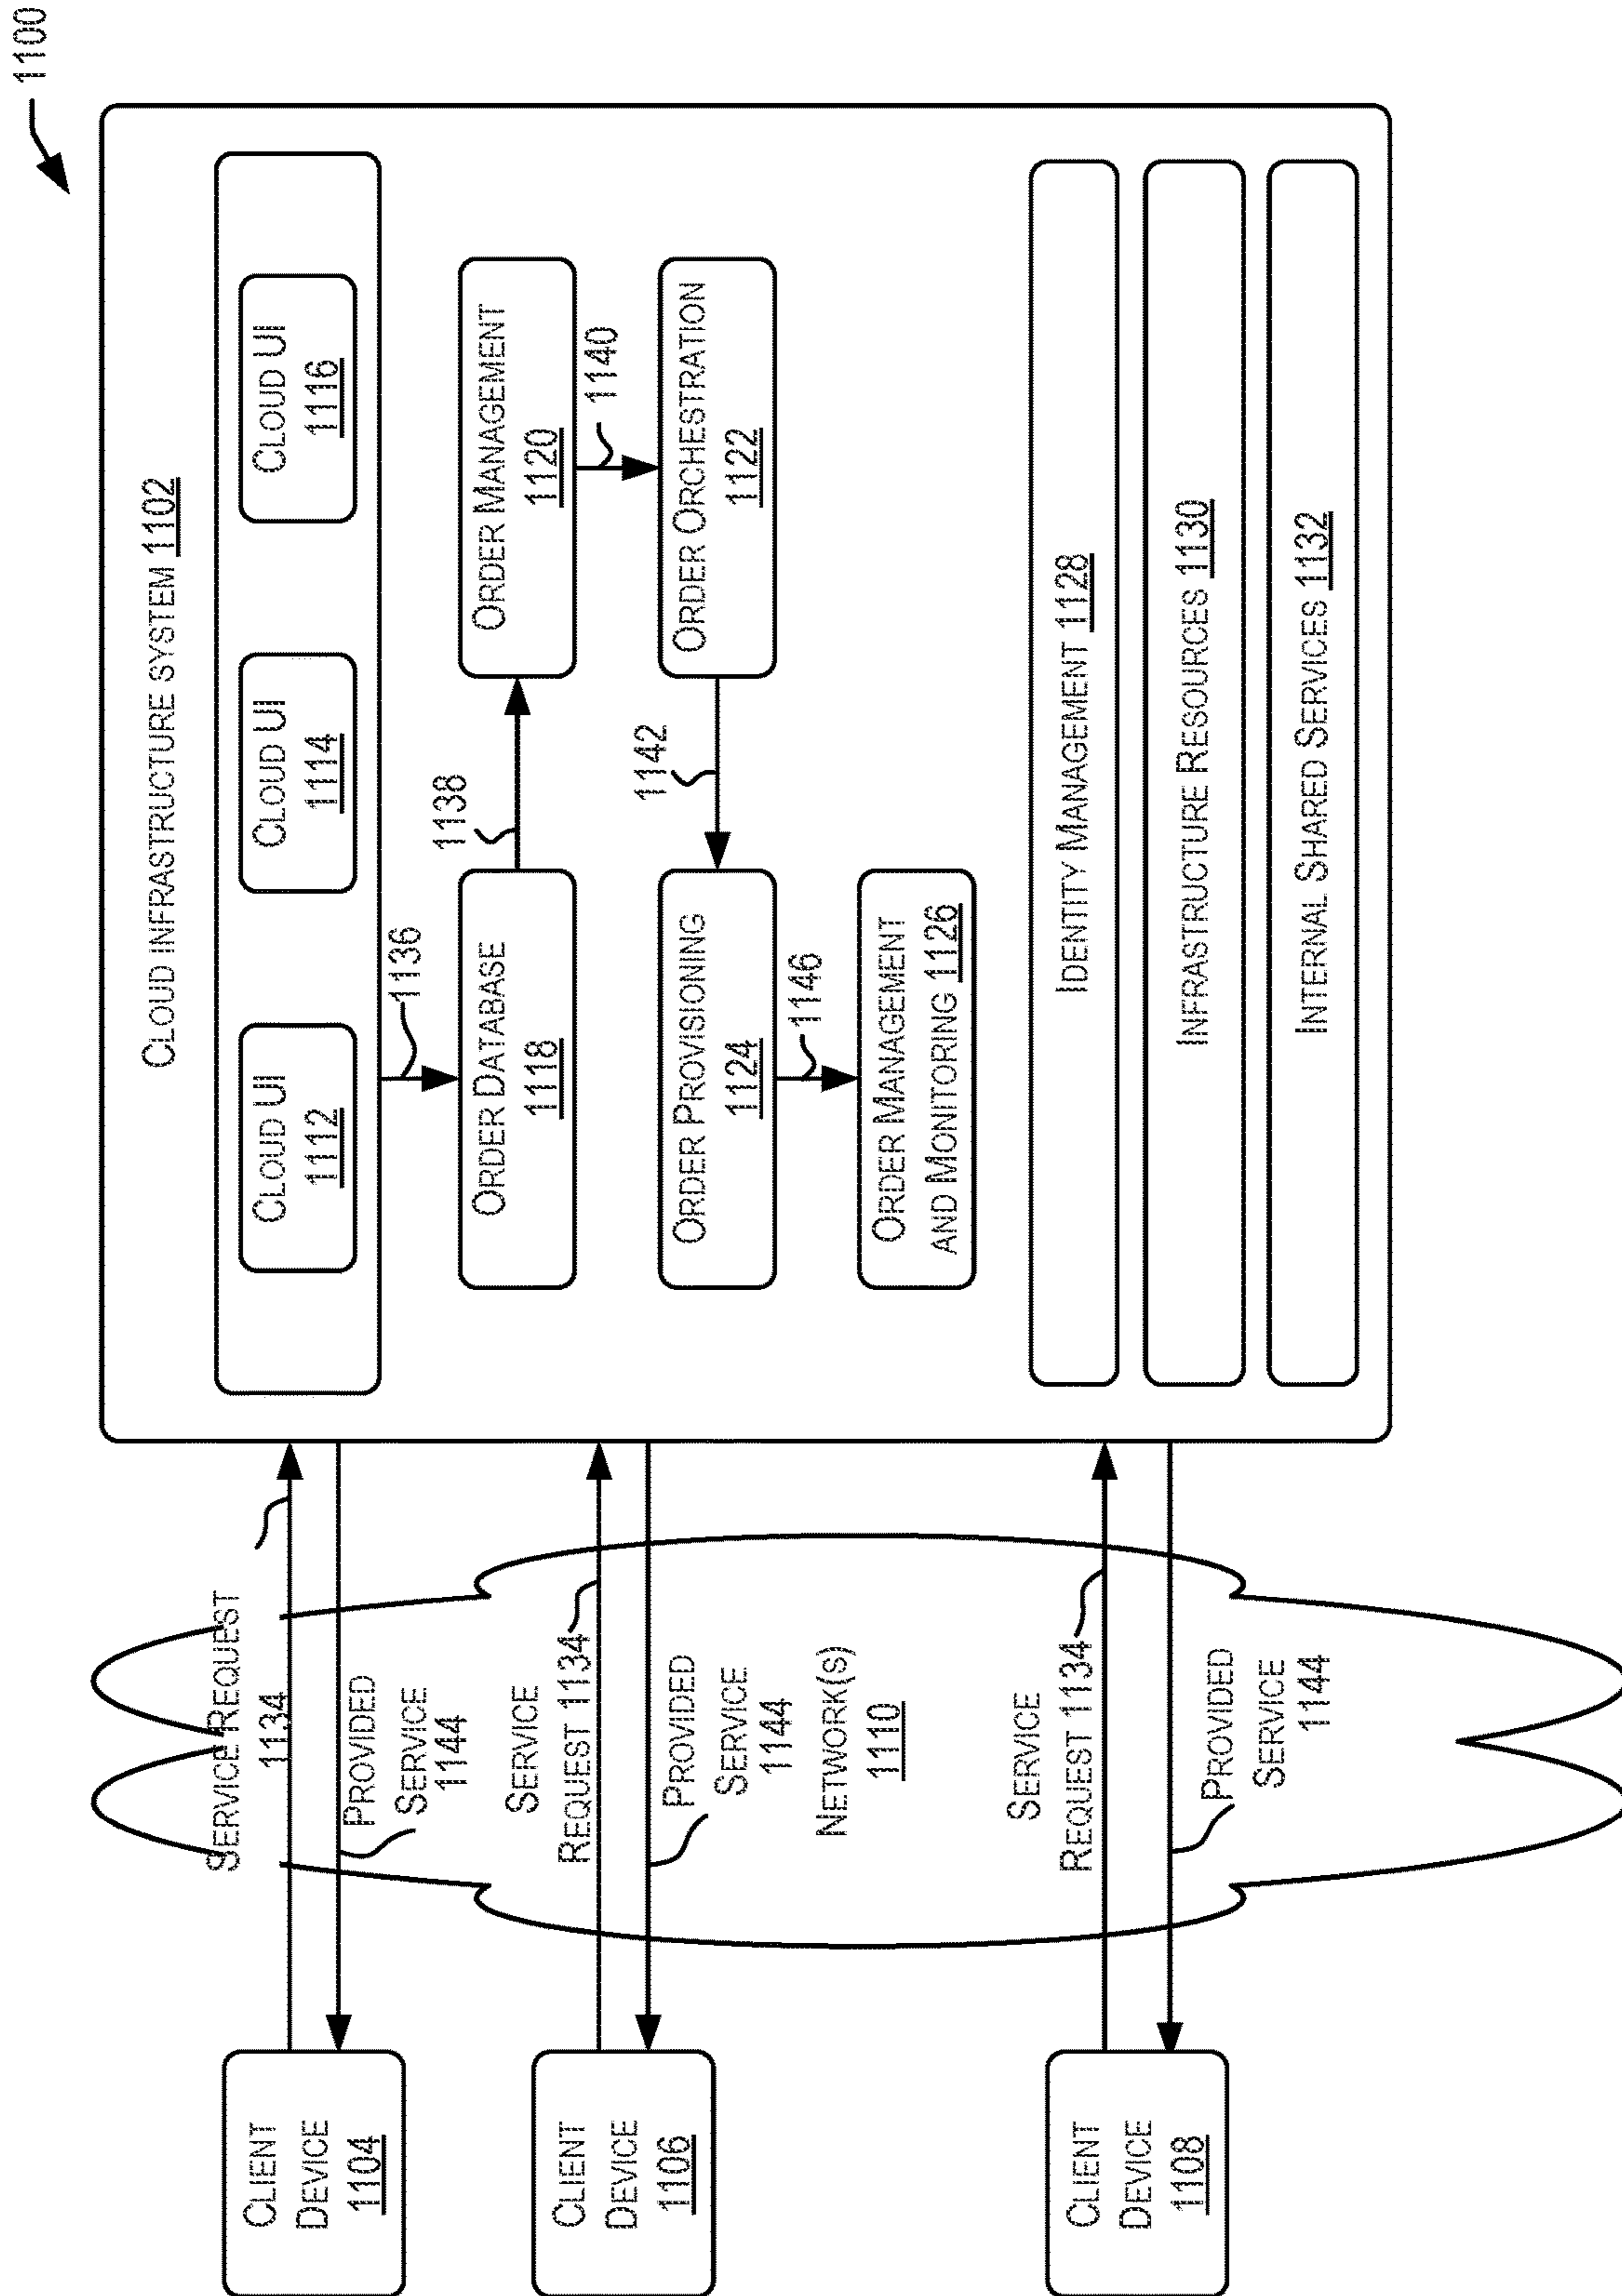 1100
CLOUD INFRASTRUCTURE SYSTEM 1102
CLOUD UI
1112
CLOUD UI
1114
CLOUD UI
1116
1136
ORDER DATABASE
1118
1138
ORDER MANAGEMENT
1120
1140
ORDER PROVISIONING
1124
1142
ORDER ORCHESTRATION
1122
1146
ORDER MANAGEMENT
AND MONITORING 1126
IDENTITY MANAGEMENT 1128
INFRASTRUCTURE RESOURCES 1130
INTERNAL SHARED SERVICES 1132
CLIENT
DEVICE
1104
SERVICE REQUEST
1134
PROVIDED
SERVICE
1144
CLIENT
DEVICE
1106
SERVICE
REQUEST 1134
PROVIDED
SERVICE
1144
NETWORK(S)
1110
CLIENT
DEVICE
1108
SERVICE
REQUEST 1134
PROVIDED
SERVICE
1144